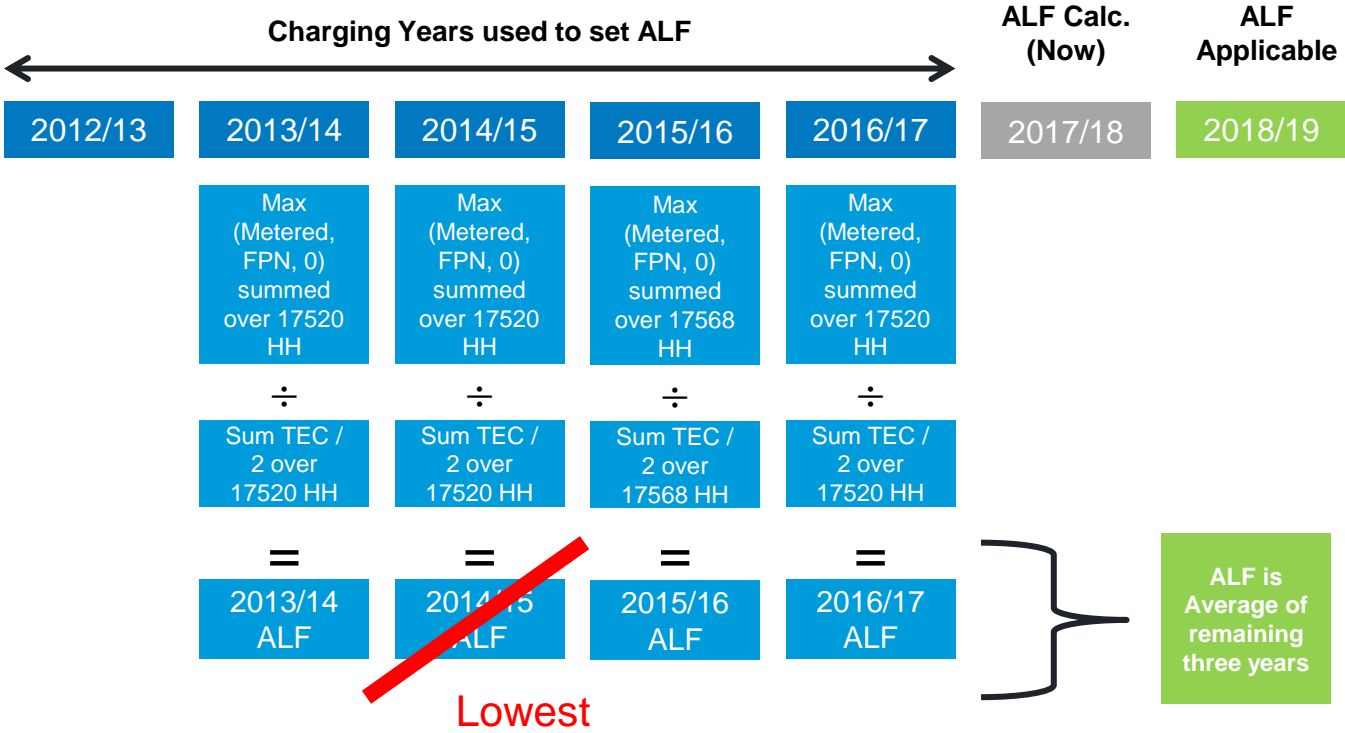 Charging Years used to set ALF
ALF Calc.
(Now)
ALF
Applicable
2012/13
2013/14
2014/15
2015/16
2016/17
2017/18
2018/19
Max
(Metered,
FPN, 0)
summed
over 17520
HH
Max
(Metered,
FPN, 0)
summed
over 17520
HH
Max
(Metered,
FPN, 0)
summed
over 17568
HH
Max
(Metered,
FPN, 0)
summed
over 17520
HH
÷
÷
÷
÷
Sum TEC /
2 over
17520 HH
Sum TEC /
2 over
17520 HH
Sum TEC /
2 over
17568 HH
Sum TEC /
2 over
17520 HH
=
=
=
=
2013/14
ALF
2014/15
ALF
2015/16
ALF
2016/17
ALF
ALF is
Average of
remaining
three years
Lowest